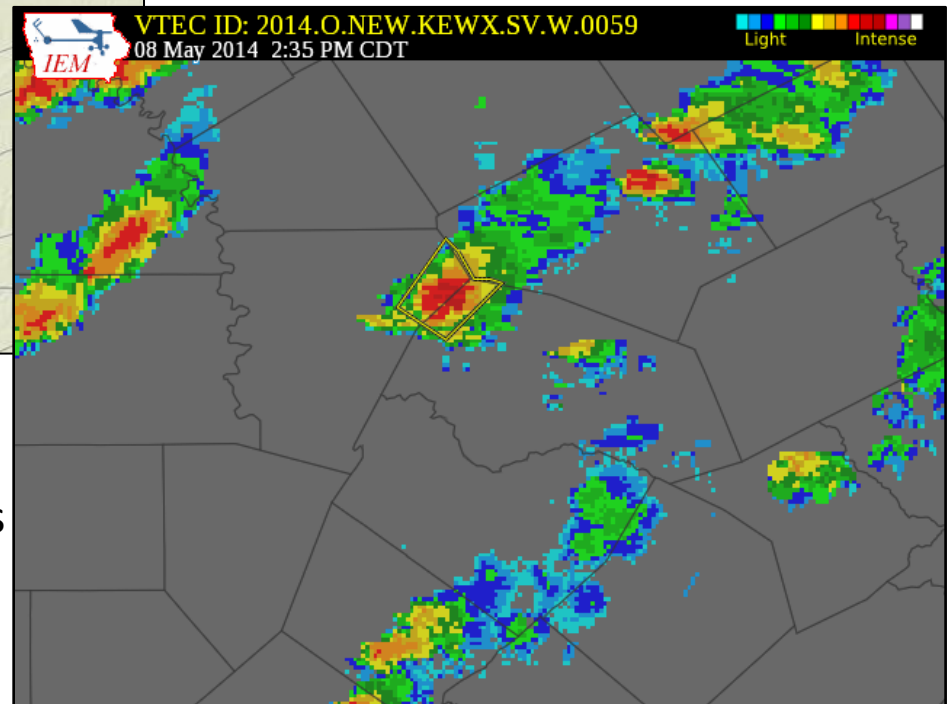 VTEC ID: 2014.O.NEW.KEWX.SV.W.0059
08 May 2014 2:35 PM CDT
IEM
Light Intense
s